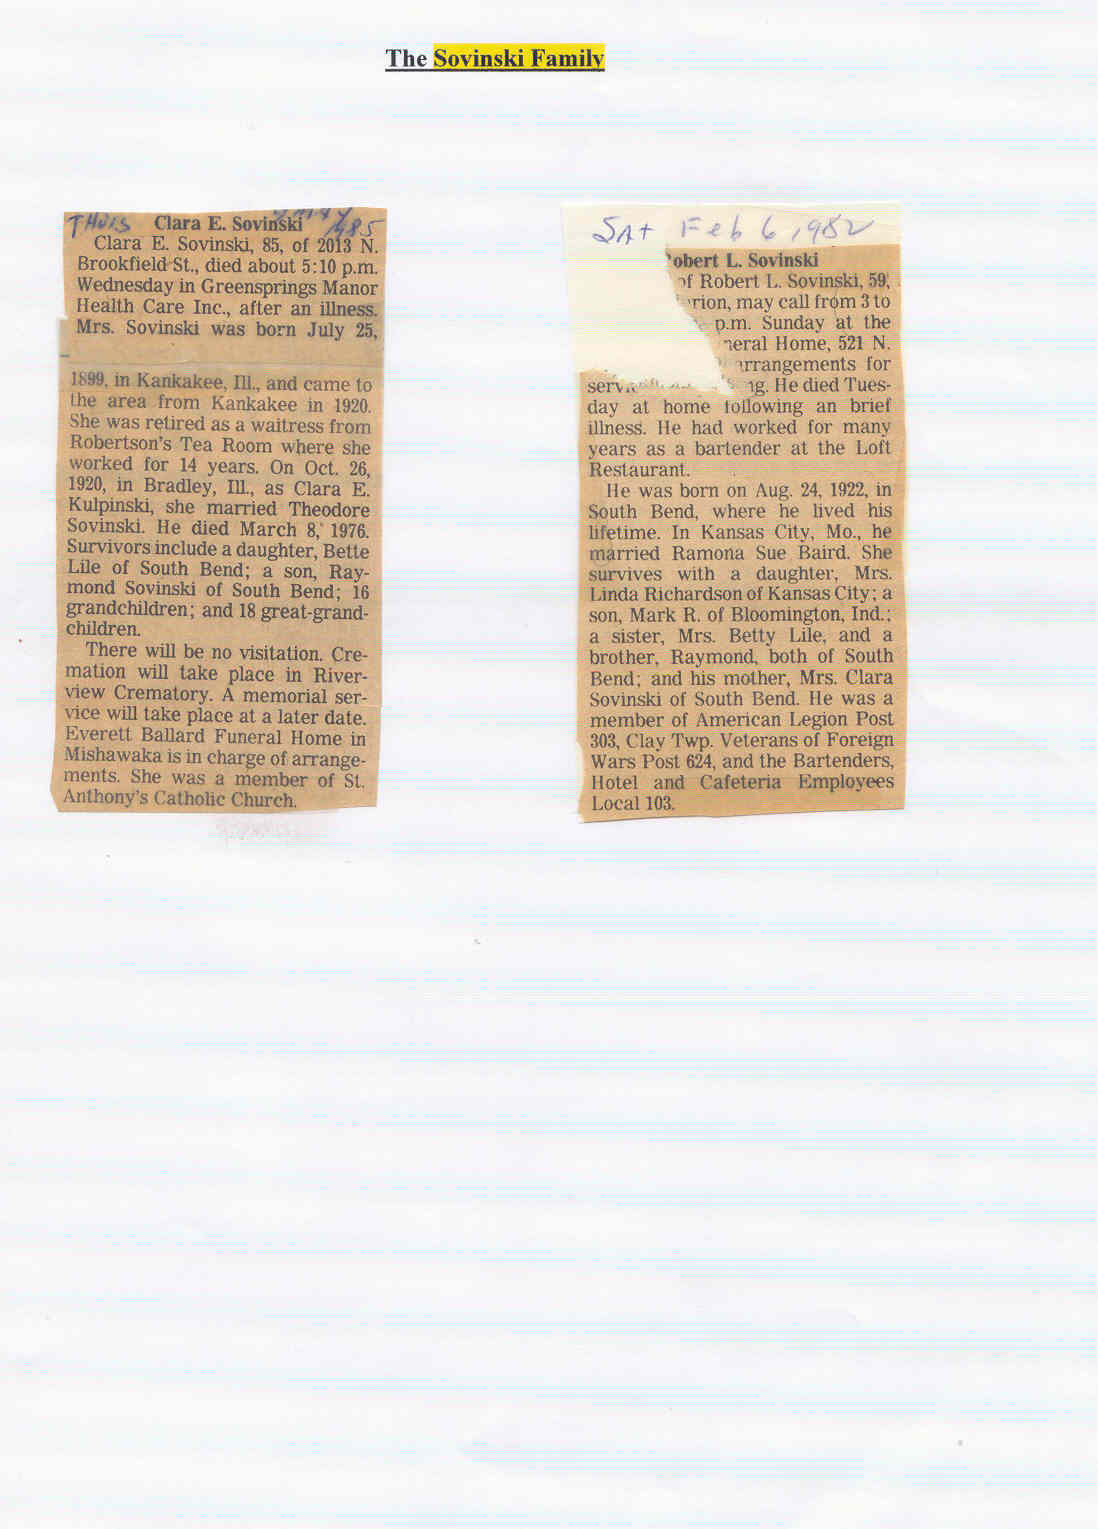 The Sovinski Family
THURS
1985
Clara E. Sovinski
Clara E. Sovinski, 85, of 2013 N.
Brookfield St., died about 5:10 p.m.
Wednesday in Greensprings Manor
Health Care Inc., after an illness.
Mrs. Sovinski was born July 25,
1899, in Kankakee, Ill., and came to
the area from Kankakee in 1920.
She was retired as a waitress from
Robertson's Tea Room where she
worked for 14 years. On Oct. 26,
1920, in Bradley, Ill., as Clara E.
Kulpinski, she married Theodore
Sovinski. He died March 8, 1976.
Survivors include a daughter, Bette
Lile of South Bend; a son, Ray-
mond Sovinski of South Bend; 16
grandchildren; and 18 great-grand-
children.
There will be no visitation. Cre-
mation will take place in River-
view Crematory. A memorial ser-
vice will take place at a later date.
Everett Ballard Funeral Home in
Mishawaka is in charge of arrange-
ments. She was a member of St.
Anthony's Catholic Church.
SAt Feb 6, 1982
obert L. Sovinski
of Robert L. Sovinski, 59,
arion, may call from 3 to
p.m. Sunday at the
neral Home, 521 N.
arrangements for
ng. He died Tues-
day at home following an brief
illness. He had worked for many
years as a bartender at the Loft
Restaurant.
He was born on Aug. 24, 1922, in
South Bend, where he lived his
lifetime. In Kansas City, Mo., he
married Ramona Sue Baird. She
survives with a daughter, Mrs.
Linda Richardson of Kansas City; a
son, Mark R. of Bloomington, Ind.;
a sister, Mrs. Betty Lile, and a
brother, Raymond, both of South
Bend; and his mother, Mrs. Clara
Sovinski of South Bend. He was a
member of American Legion Post
303, Clay Twp. Veterans of Foreign
Wars Post 624, and the Bartenders,
Hotel and Cafeteria Employees
Local 103.